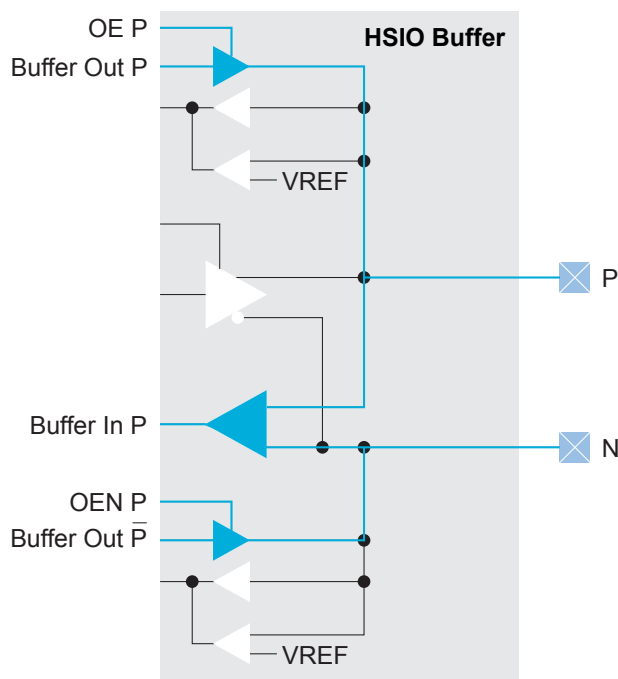 OE P
HSIO Buffer
Buffer Out P
VREF
P
Buffer In P
N
OEN P
Buffer Out P̅
VREF